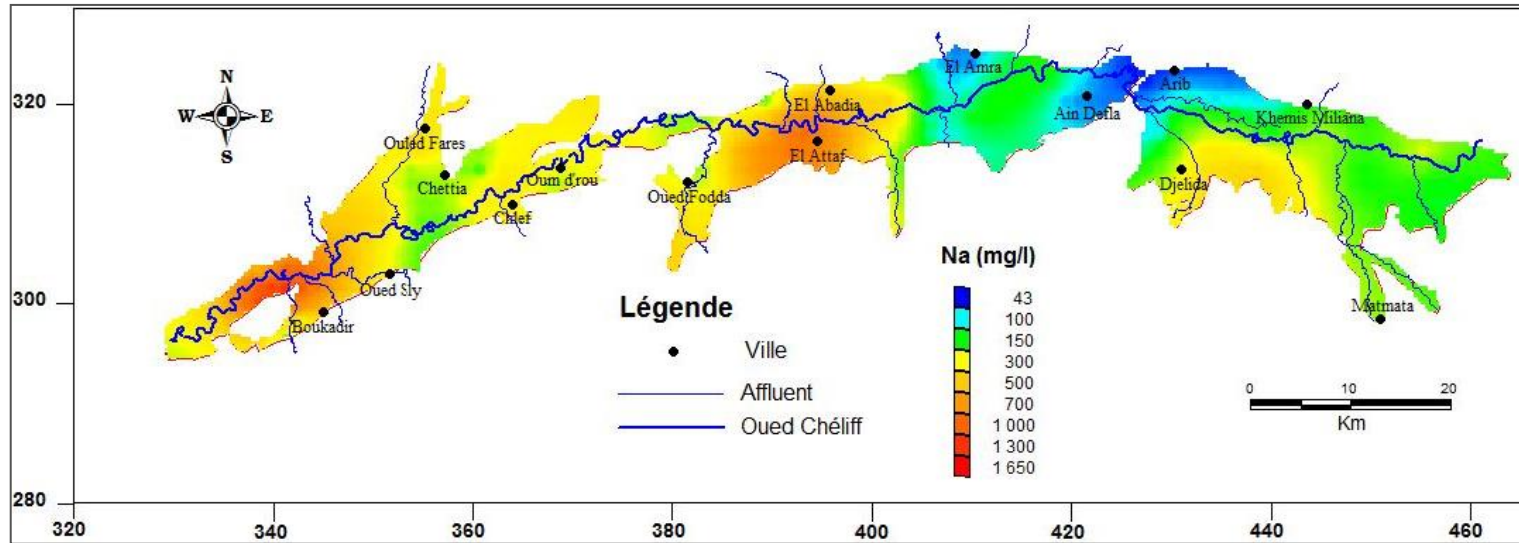 N
W E
S
320
300
280
320 340 360 380 400 420 440 460
El Amra
Arib
El Abadia
Ain Defla
Khemis Miliana
Ouled Fares
El Attaf
Chettia
Oum d'rou
Djelida
Oued Fodda
Chlef
Oued Sly
Boukadir
Matmata
Légende
Ville
Affluent
Oued Chéliff
Na (mg/l)
43
100
150
300
500
700
1 000
1 300
1 650
0 10 20
Km